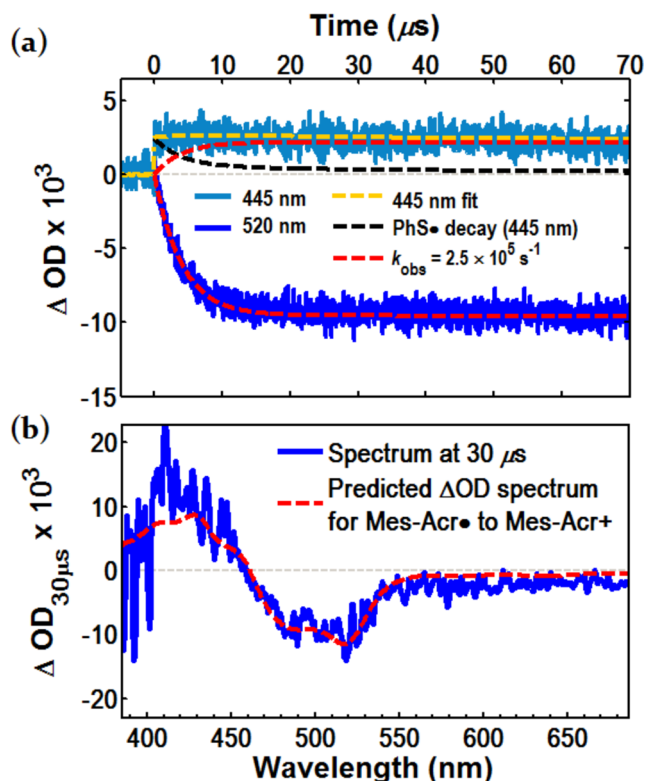 (a)
Time (μs)
0 10 20 30 40 50 60 70
5
0
-5
-10
-15
Δ OD x 10³
445 nm
520 nm
445 nm fit
PhS● decay (445 nm)
k_obs = 2.5 × 10⁵ s⁻¹
(b)
20
10
0
-10
-20
Δ OD₃₀μs x 10³
Spectrum at 30 μs
Predicted ΔOD spectrum
for Mes-Acr● to Mes-Acr+
400 450 500 550 600 650
Wavelength (nm)